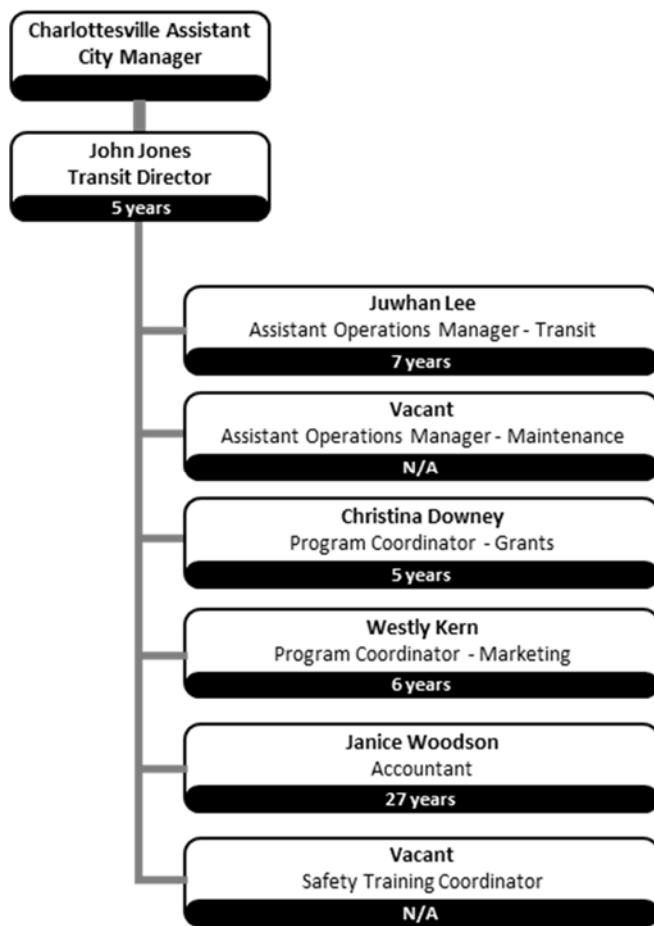 Charlottesville Assistant
City Manager
John Jones
Transit Director
5 years
Juwhan Lee
Assistant Operations Manager - Transit
7 years
Vacant
Assistant Operations Manager - Maintenance
N/A
Christina Downey
Program Coordinator - Grants
5 years
Westly Kern
Program Coordinator - Marketing
6 years
Janice Woodson
Accountant
27 years
Vacant
Safety Training Coordinator
N/A